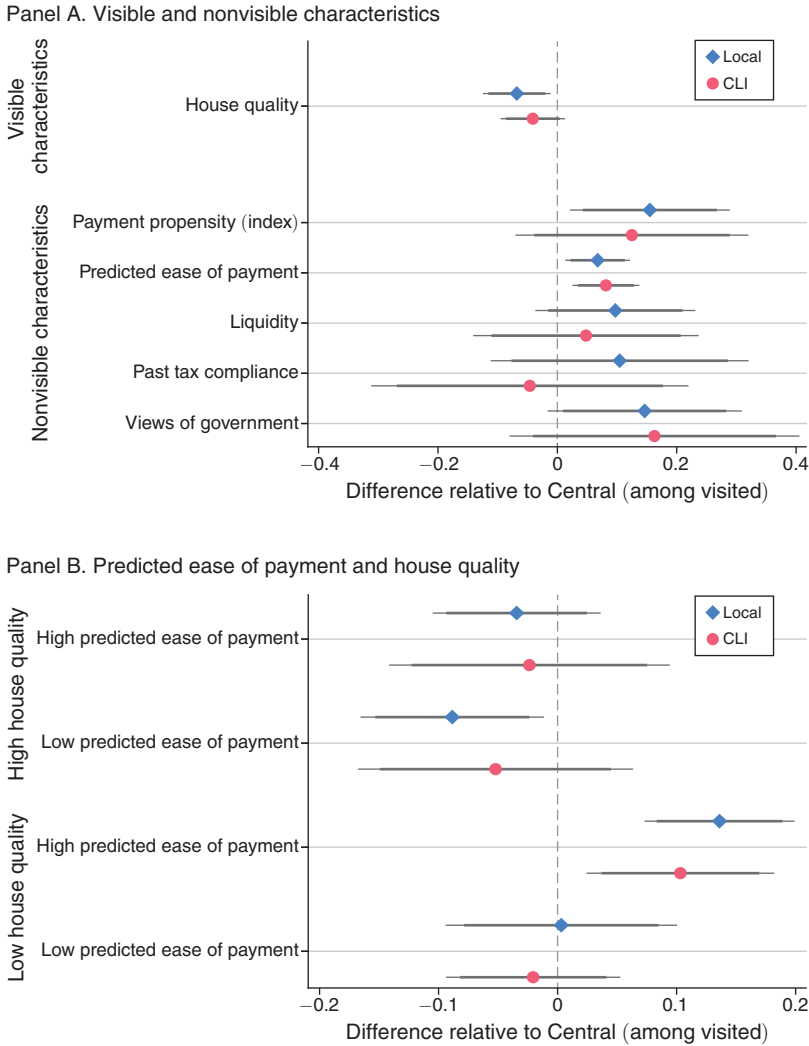 Panel A. Visible and nonvisible characteristics
Local
CLI
Visible
characteristics
House quality
Nonvisible characteristics
Payment propensity (index)
Predicted ease of payment
Liquidity
Past tax compliance
Views of government
−0.4
−0.2
0
0.2
0.4
Difference relative to Central (among visited)
Panel B. Predicted ease of payment and house quality
Local
CLI
High house quality
High predicted ease of payment
Low predicted ease of payment
Low house quality
High predicted ease of payment
Low predicted ease of payment
−0.2
−0.1
0
0.1
0.2
Difference relative to Central (among visited)